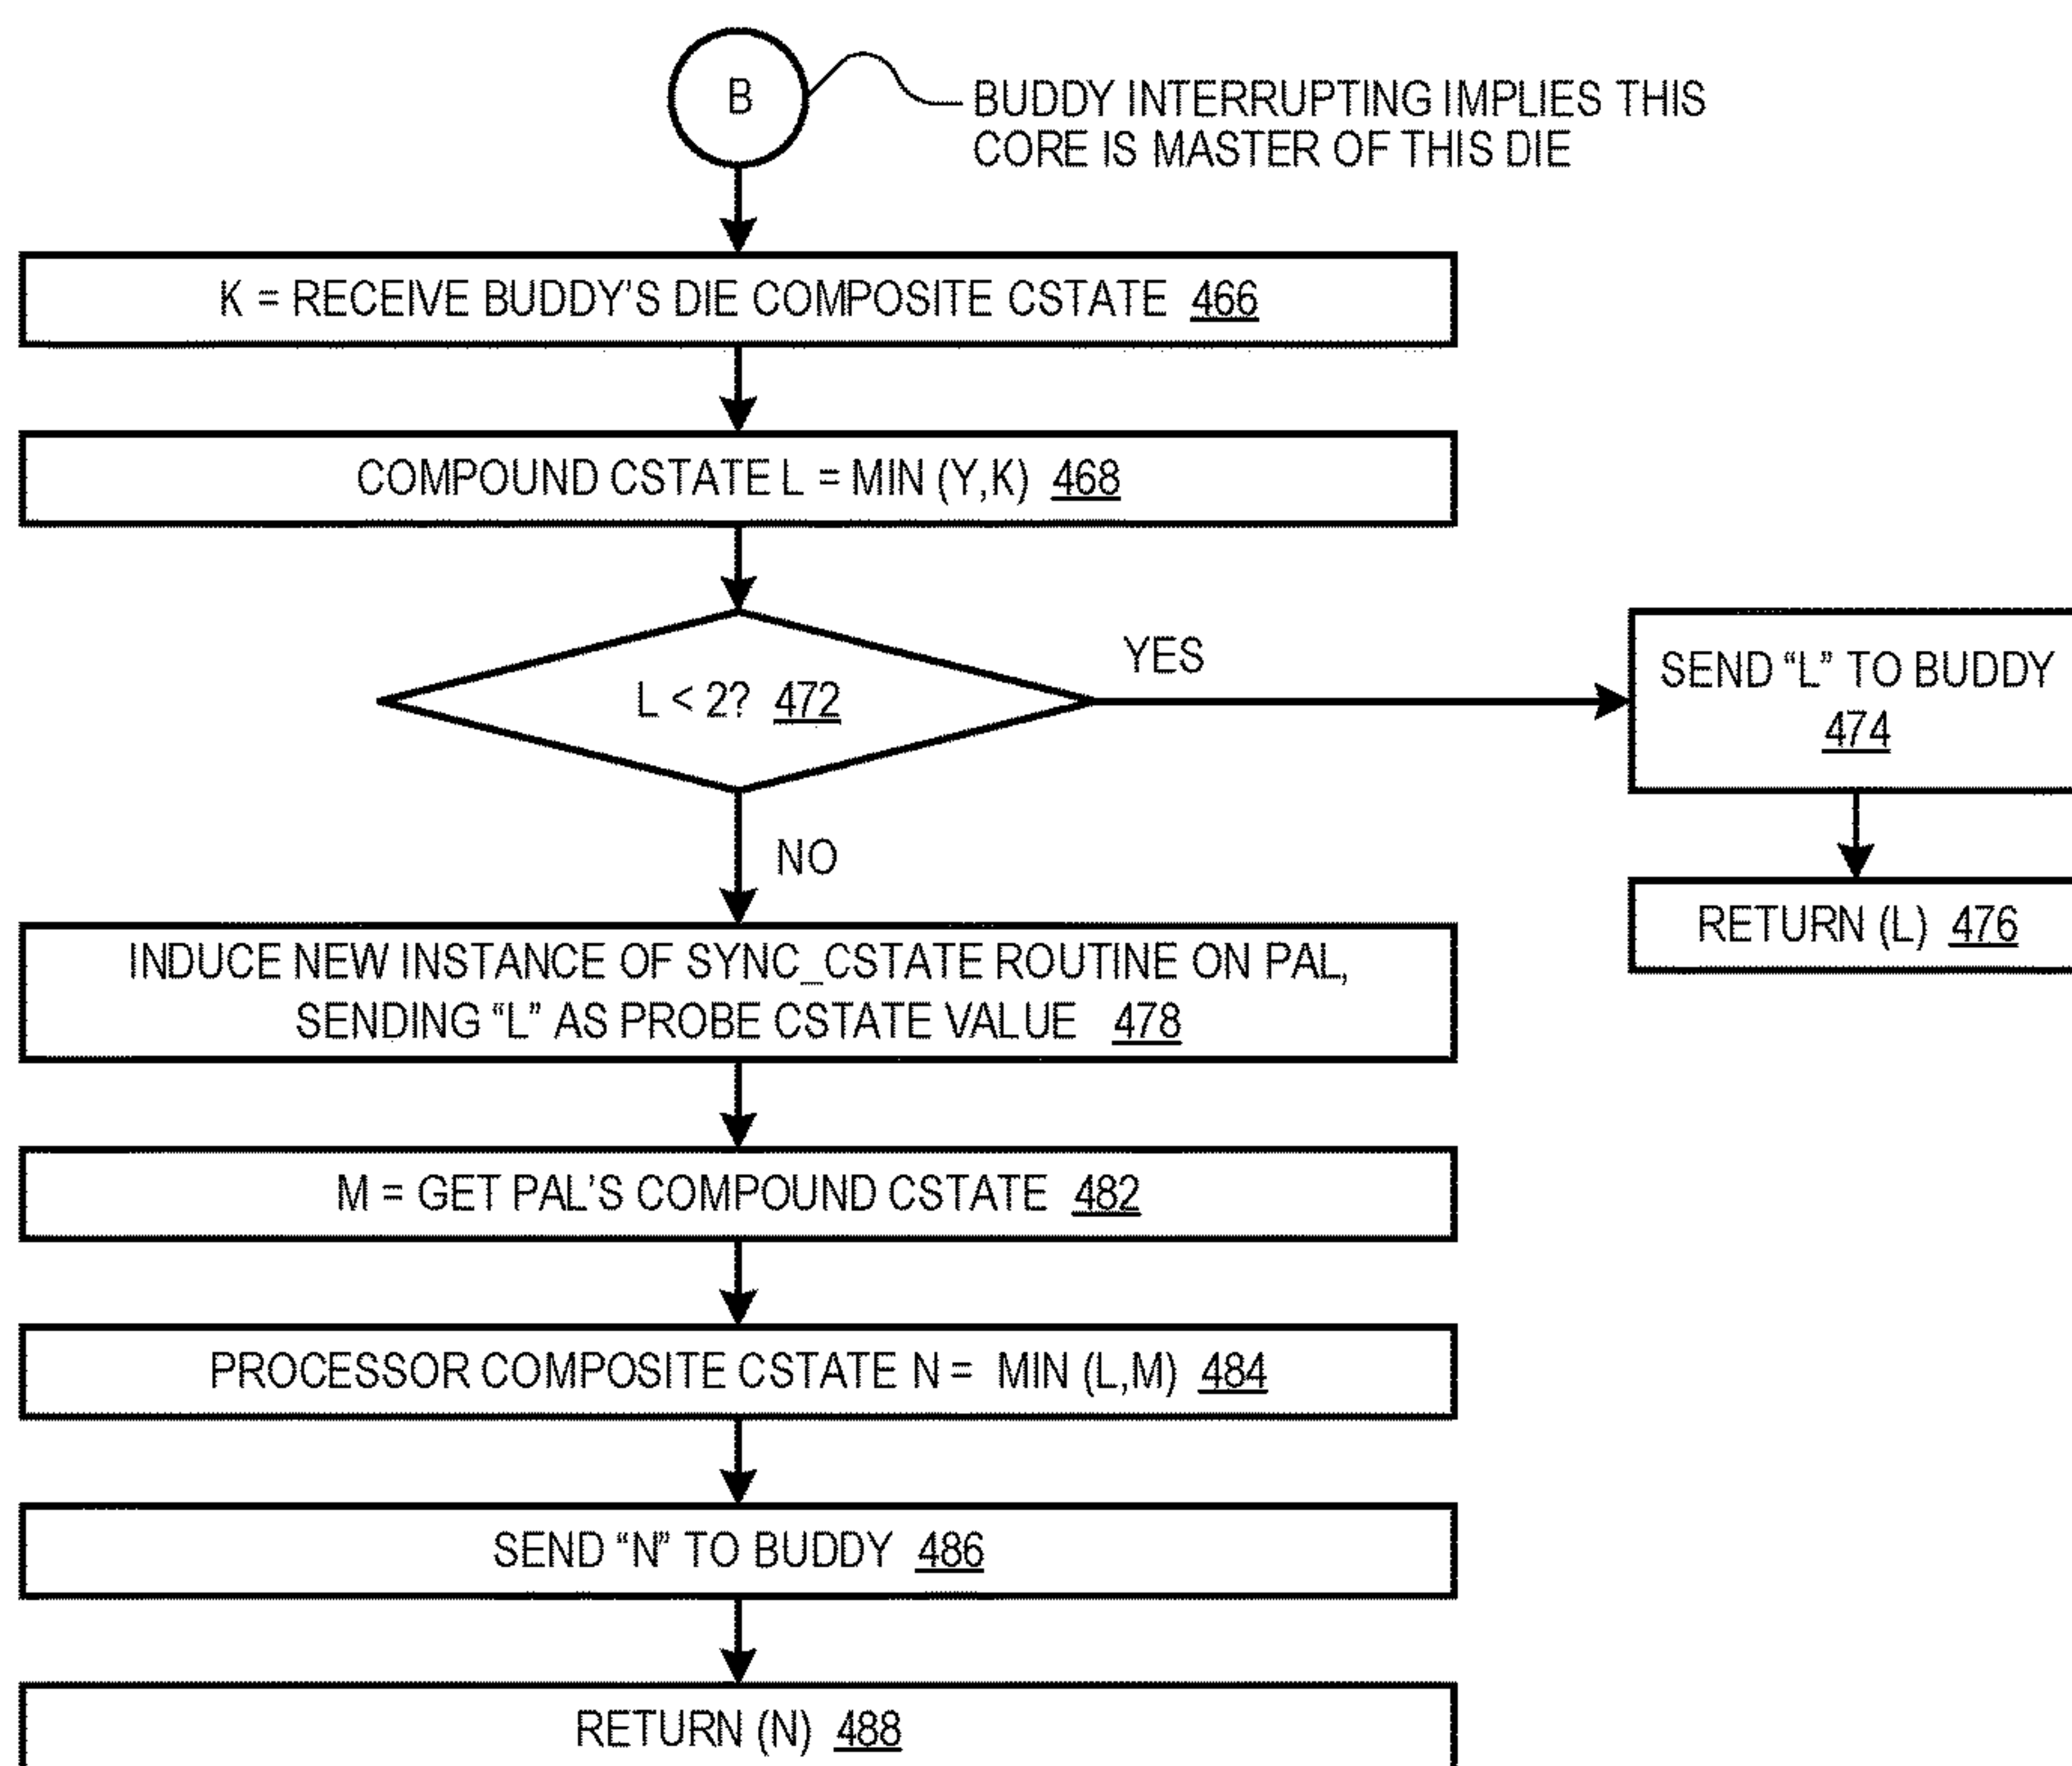 B
BUDDY INTERRUPTING IMPLIES THIS
CORE IS MASTER OF THIS DIE
K = RECEIVE BUDDY’S DIE COMPOSITE CSTATE 466
COMPOUND CSTATE L = MIN (Y,K) 468
L < 2? 472
YES
SEND “L” TO BUDDY
474
RETURN (L) 476
NO
INDUCE NEW INSTANCE OF SYNC_CSTATE ROUTINE ON PAL,
SENDING “L” AS PROBE CSTATE VALUE 478
M = GET PAL’S COMPOUND CSTATE 482
PROCESSOR COMPOSITE CSTATE N = MIN (L,M) 484
SEND “N” TO BUDDY 486
RETURN (N) 488